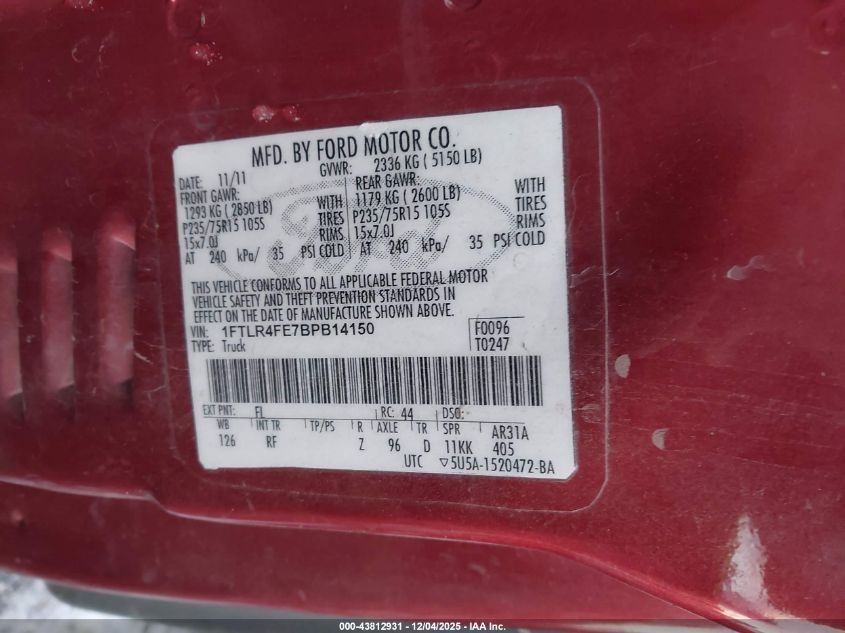 MFD. BY FORD MOTOR CO.
DATE: 11/11 GVWR: 2336 KG ( 5150 LB)
FRONT GAWR: REAR GAWR:
1293 KG ( 2850 LB) WITH 1179 KG ( 2600 LB) WITH
P235/75R15 105S TIRES P235/75R15 105S TIRES
15x7.0J RIMS 15x7.0J RIMS
AT 240 kPa/ 35 PSI COLD AT 240 kPa/ 35 PSI COLD
Ford
THIS VEHICLE CONFORMS TO ALL APPLICABLE FEDERAL MOTOR
VEHICLE SAFETY AND THEFT PREVENTION STANDARDS IN
EFFECT ON THE DATE OF MANUFACTURE SHOWN ABOVE.
VIN: 1FTLR4FE7BPB14150 F0096
TYPE: Truck T0247
EXT PNT: FL RC: 44 DSO:
WB INT TR TP/PS R AXLE TR SPR AR31A
126 RF Z 96 D 11KK 405
UTC ▽5U5A-1520472-BA
000-43812931 - 12/04/2025 - IAA Inc.